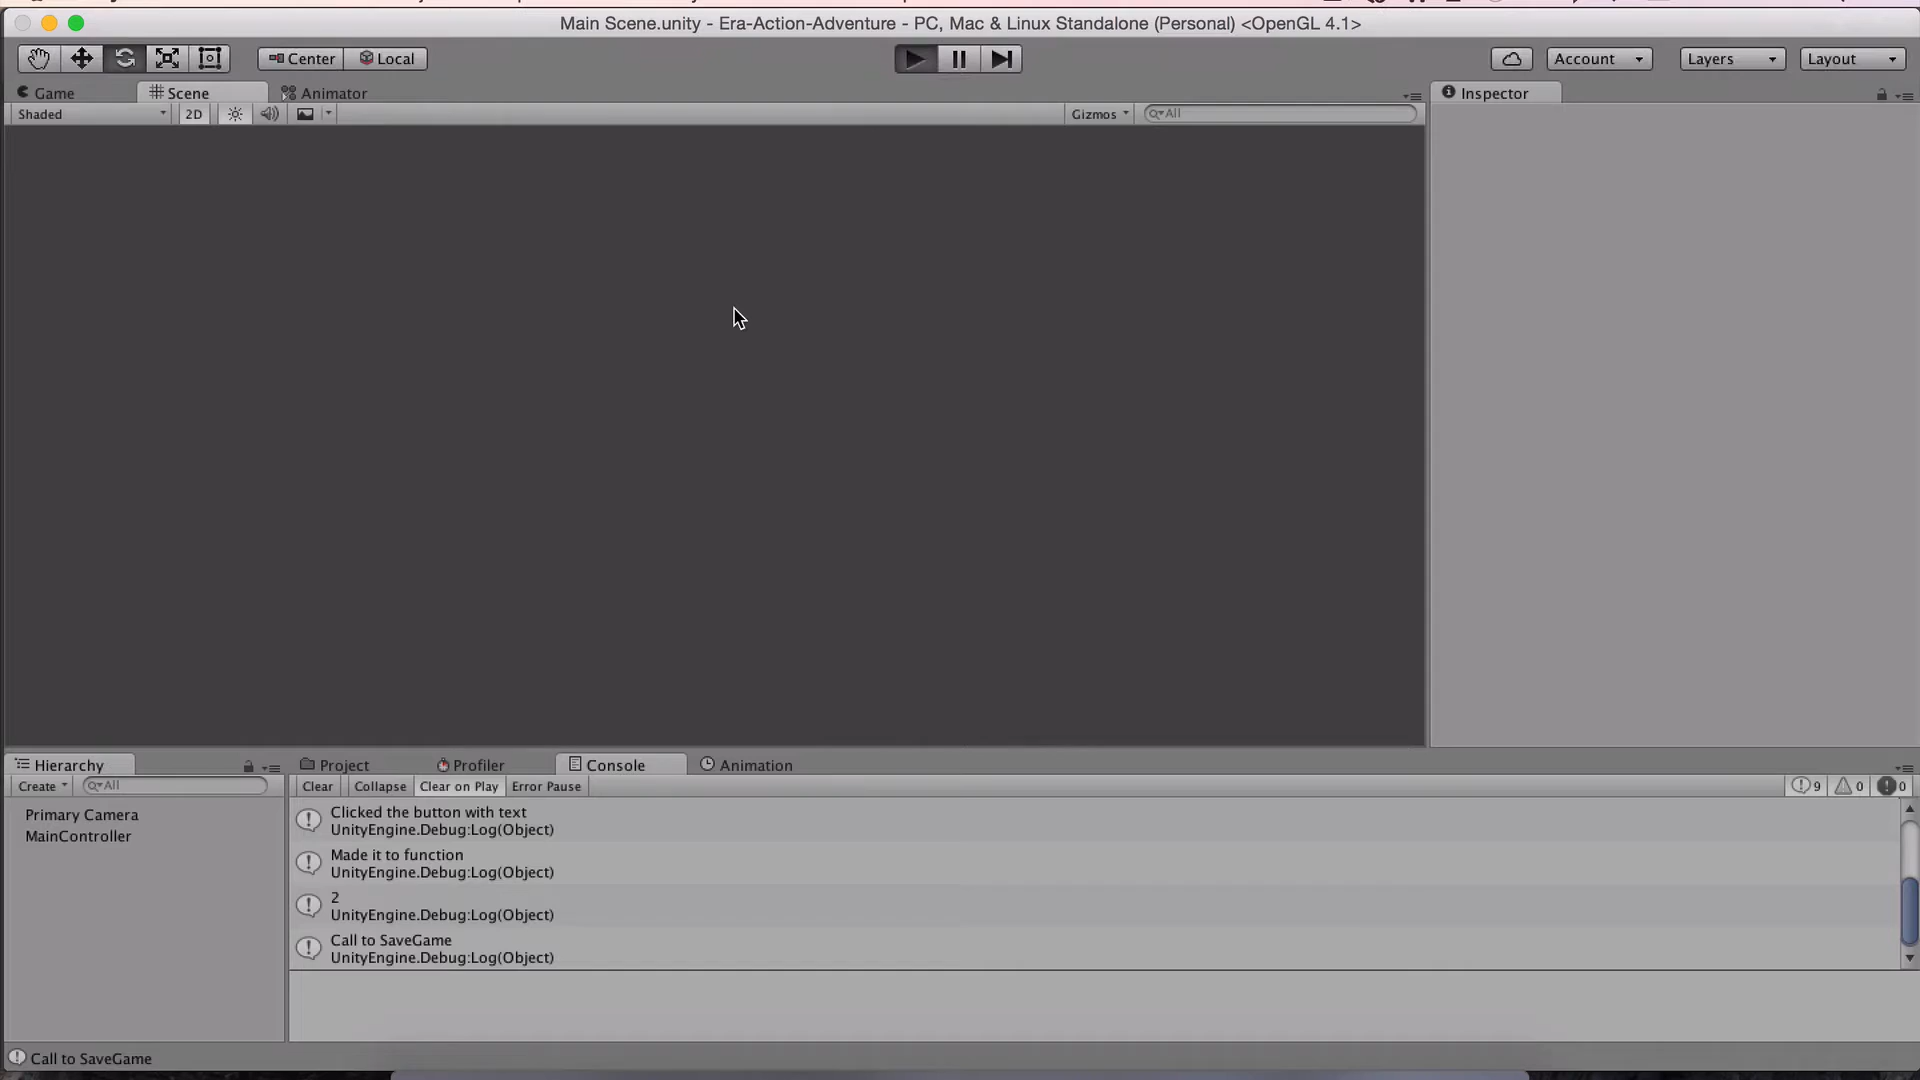 Main Scene.unity - Era-Action-Adventure - PC, Mac & Linux Standalone (Personal) <OpenGL 4.1>
Center Local Account Layers Layout
Game Scene Animator Inspector
Shaded 2D Gizmos All
Hierarchy Project Profiler Console Animation
Create All Clear Collapse Clear on Play Error Pause 9 0 0
Primary Camera
MainController
Clicked the button with text
UnityEngine.Debug:Log(Object)
Made it to function
UnityEngine.Debug:Log(Object)
2
UnityEngine.Debug:Log(Object)
Call to SaveGame
UnityEngine.Debug:Log(Object)
Call to SaveGame